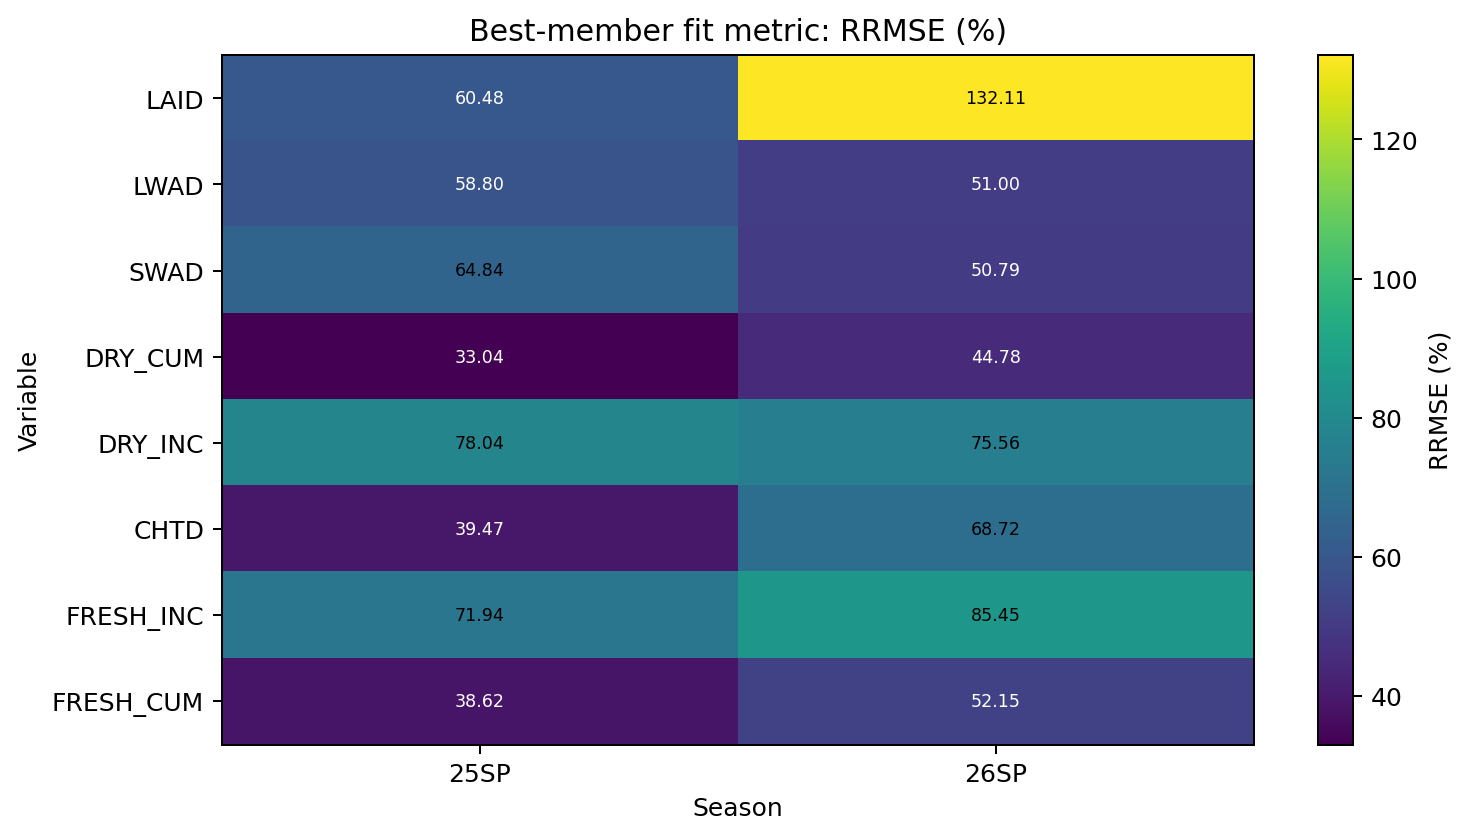 Best-member fit metric: RRMSE (%)
LAID 60.48 132.11
LWAD 58.80 51.00
SWAD 64.84 50.79
DRY_CUM 33.04 44.78
DRY_INC 78.04 75.56
CHTD 39.47 68.72
FRESH_INC 71.94 85.45
FRESH_CUM 38.62 52.15
25SP 26SP
Season
Variable
120
100
80
60
40
RRMSE (%)